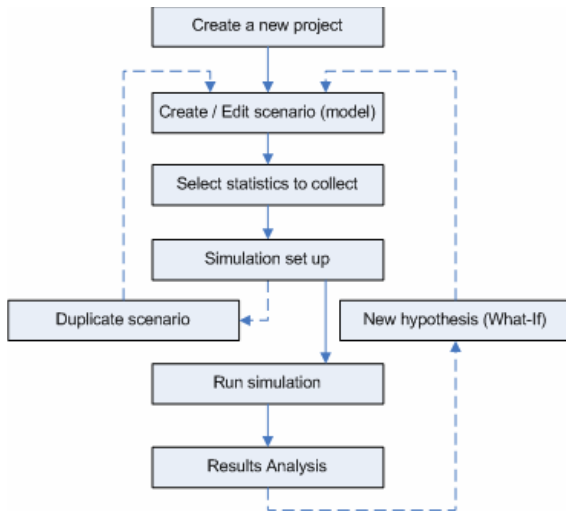 Create a new project
Create / Edit scenario (model)
Select statistics to collect
Simulation set up
Duplicate scenario
New hypothesis (What-If)
Run simulation
Results Analysis